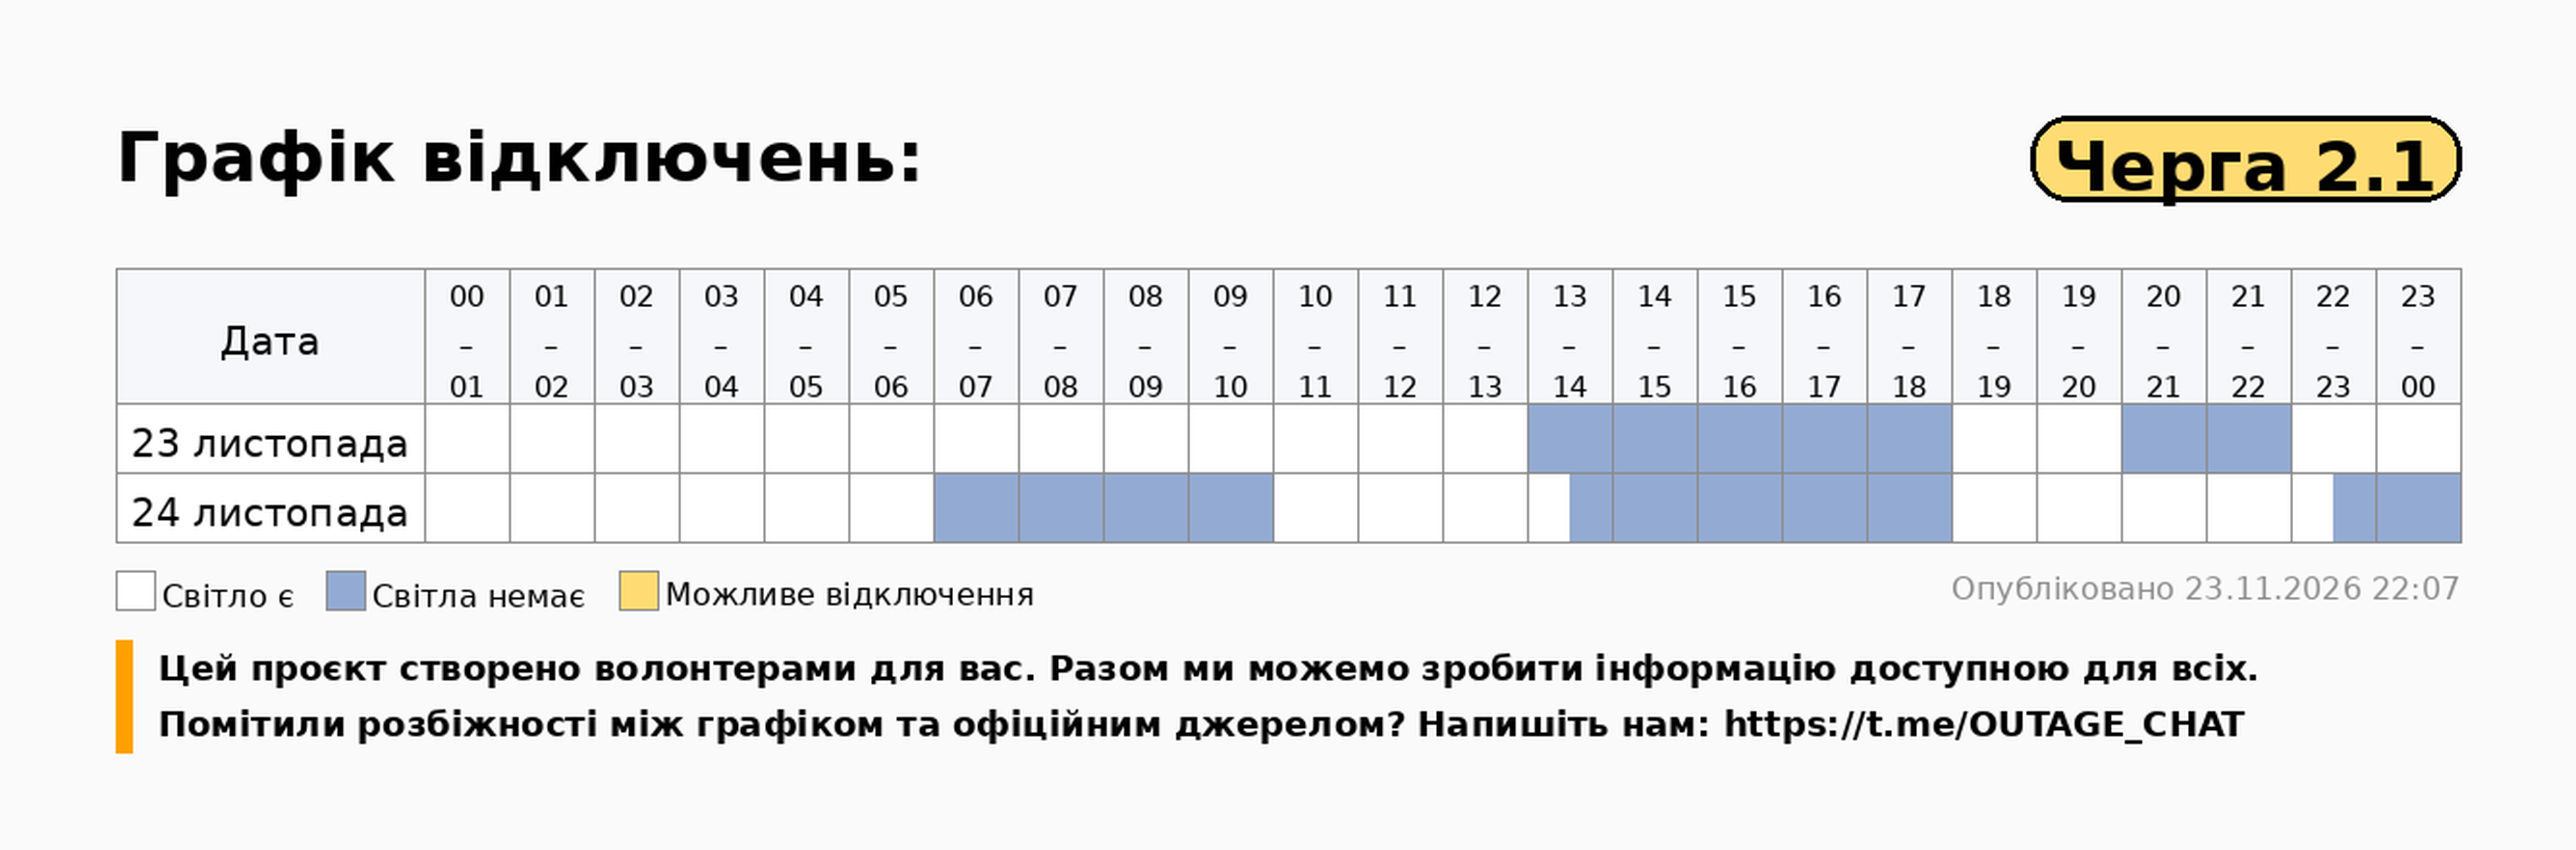 Графік відключень:
Черга 2.1
Дата
00 – 01
01 – 02
02 – 03
03 – 04
04 – 05
05 – 06
06 – 07
07 – 08
08 – 09
09 – 10
10 – 11
11 – 12
12 – 13
13 – 14
14 – 15
15 – 16
16 – 17
17 – 18
18 – 19
19 – 20
20 – 21
21 – 22
22 – 23
23 – 00
23 листопада
24 листопада
Світло є
Світла немає
Можливе відключення
Опубліковано 23.11.2026 22:07
Цей проєкт створено волонтерами для вас. Разом ми можемо зробити інформацію доступною для всіх.
Помітили розбіжності між графіком та офіційним джерелом? Напишіть нам: https://t.me/OUTAGE_CHAT